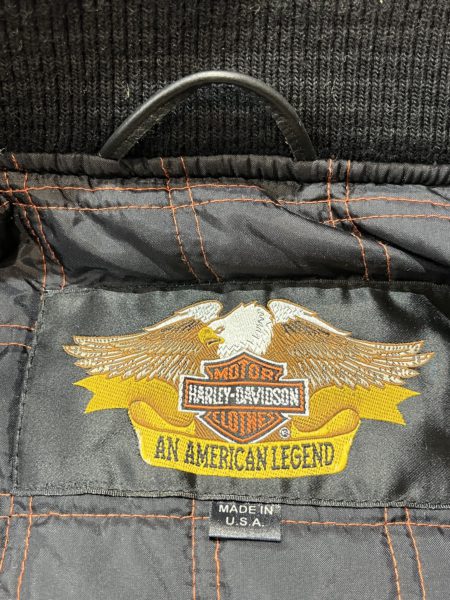 MOTOR
HARLEY-DAVIDSON
CLOTHES
®
AN AMERICAN LEGEND
MADE IN
U.S.A.